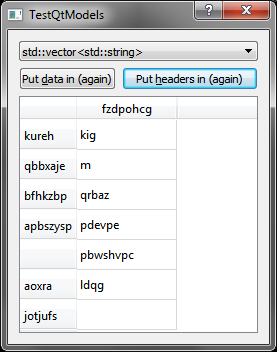 TestQtModels
std::vector<std::string>
Put data in (again) Put headers in (again)
fzdpohcg
kureh kig
qbbxaje m
bfhkzbp qrbaz
apbszysp pdevpe
pbwshvpc
aoxra ldqg
jotjufs